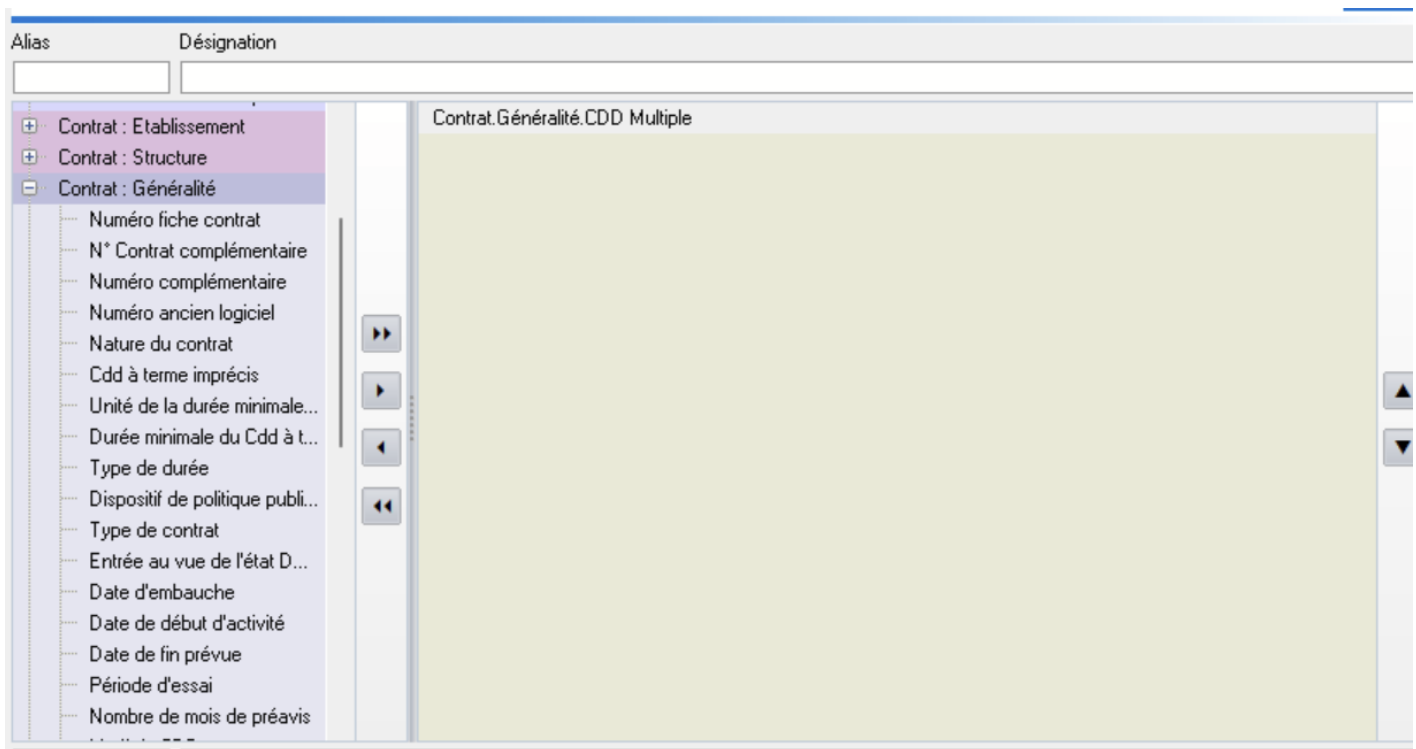 Alias
Désignation
Contrat : Etablissement
Contrat : Structure
Contrat : Généralité
Numéro fiche contrat
N° Contrat complémentaire
Numéro complémentaire
Numéro ancien logiciel
Nature du contrat
Cdd à terme imprécis
Unité de la durée minimale...
Durée minimale du Cdd à t...
Type de durée
Dispositif de politique publi...
Type de contrat
Entrée au vue de l'état D...
Date d'embauche
Date de début d'activité
Date de fin prévue
Période d'essai
Nombre de mois de préavis
Contrat.Généralité.CDD Multiple